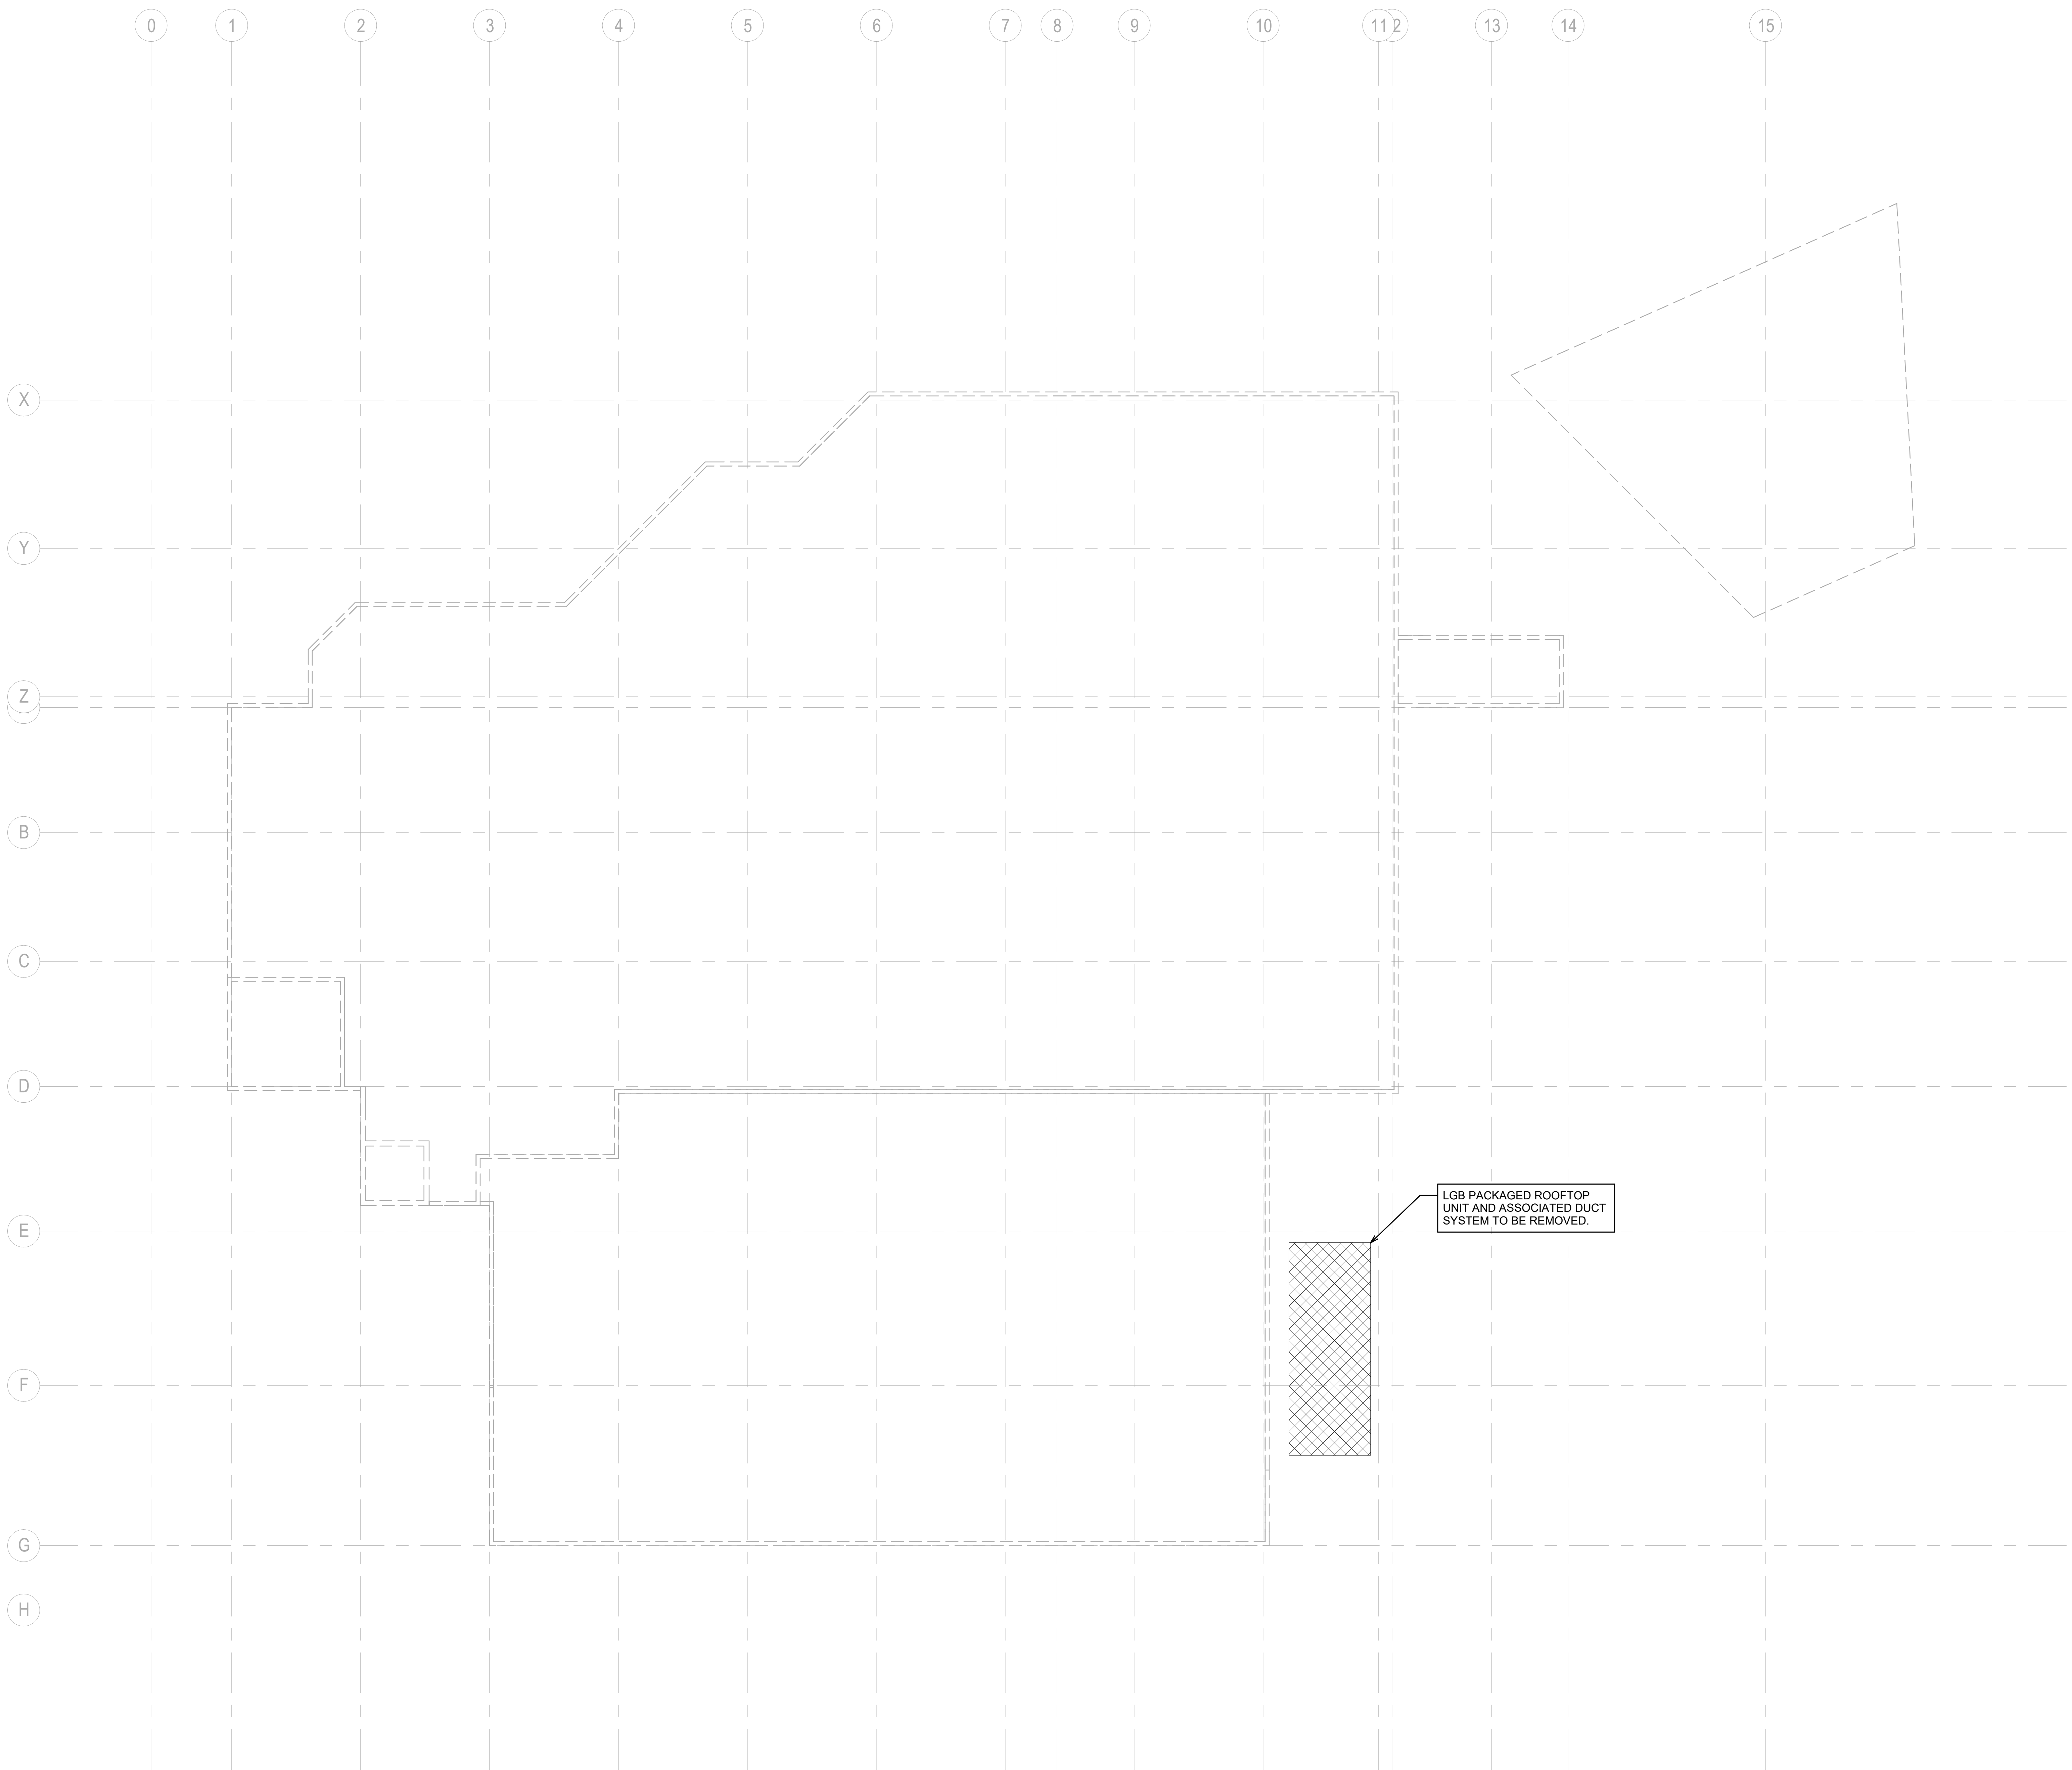 0 1 2 3 4 5 6 7 8 9 10 11 2 13 14 15
X
Y
Z
B
C
D
E
F
G
H
LGB PACKAGED ROOFTOP
UNIT AND ASSOCIATED DUCT
SYSTEM TO BE REMOVED.